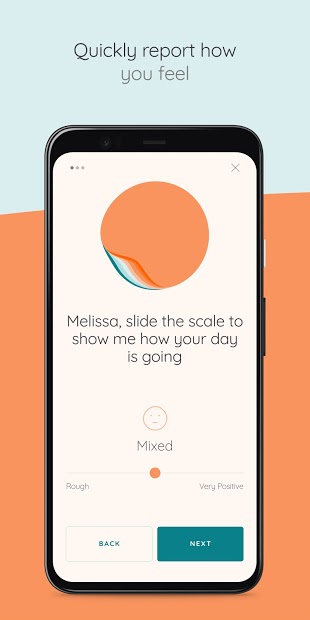 Quickly report how
you feel
Melissa, slide the scale to
show me how your day
is going
Mixed
Rough
Very Positive
BACK
NEXT